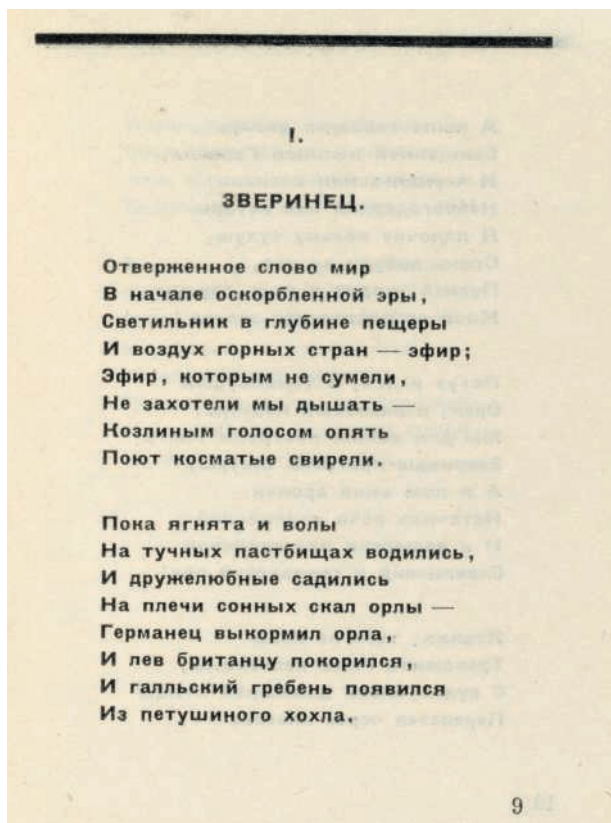 I.
ЗВЕРИНЕЦ.
Отверженное слово мир
В начале оскорбленной эры,
Светильник в глубине пещеры
И воздух горных стран — эфир;
Эфир, которым не сумели,
Не захотели мы дышать —
Козлиным голосом опять
Поют косматые свирели.
Пока ягнята и волы
На тучных пастбищах водились,
И дружелюбные садились
На плечи сонных скал орлы —
Германец выкормил орла,
И лев британцу покорился,
И галльский гребень появился
Из петушиного хохла.
9